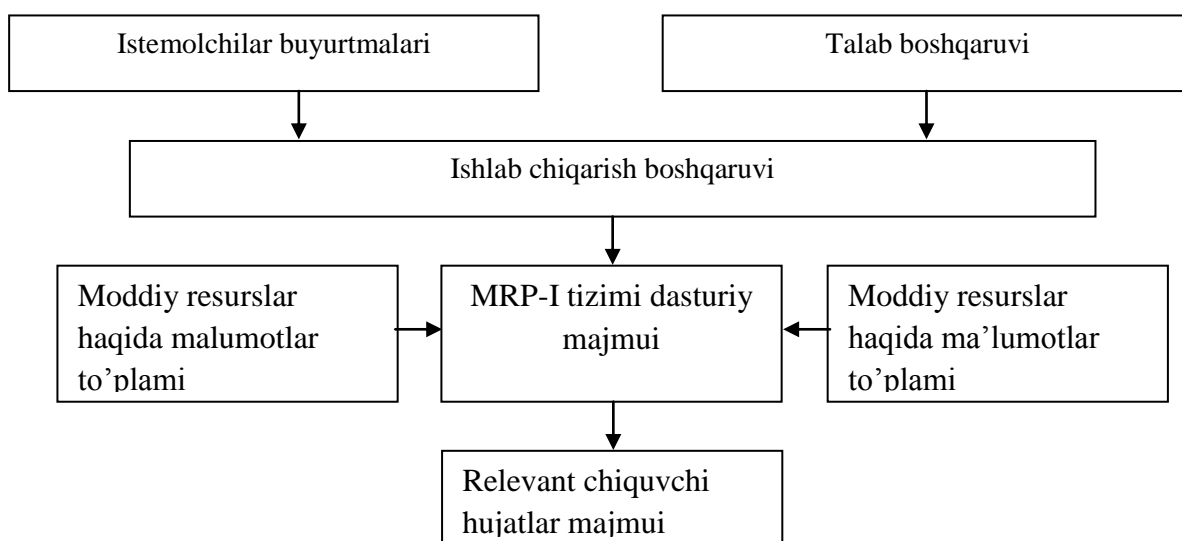 Istemolchilar buyurtmalari
Talab boshqaruvi
Ishlab chiqarish boshqaruvi
Moddiy resurslar
haqida malumotlar
to’plami
MRP-I tizimi dasturiy
majmui
Moddiy resurslar
haqida ma’lumotlar
to’plami
Relevant chiquvchi
hujatlar majmui